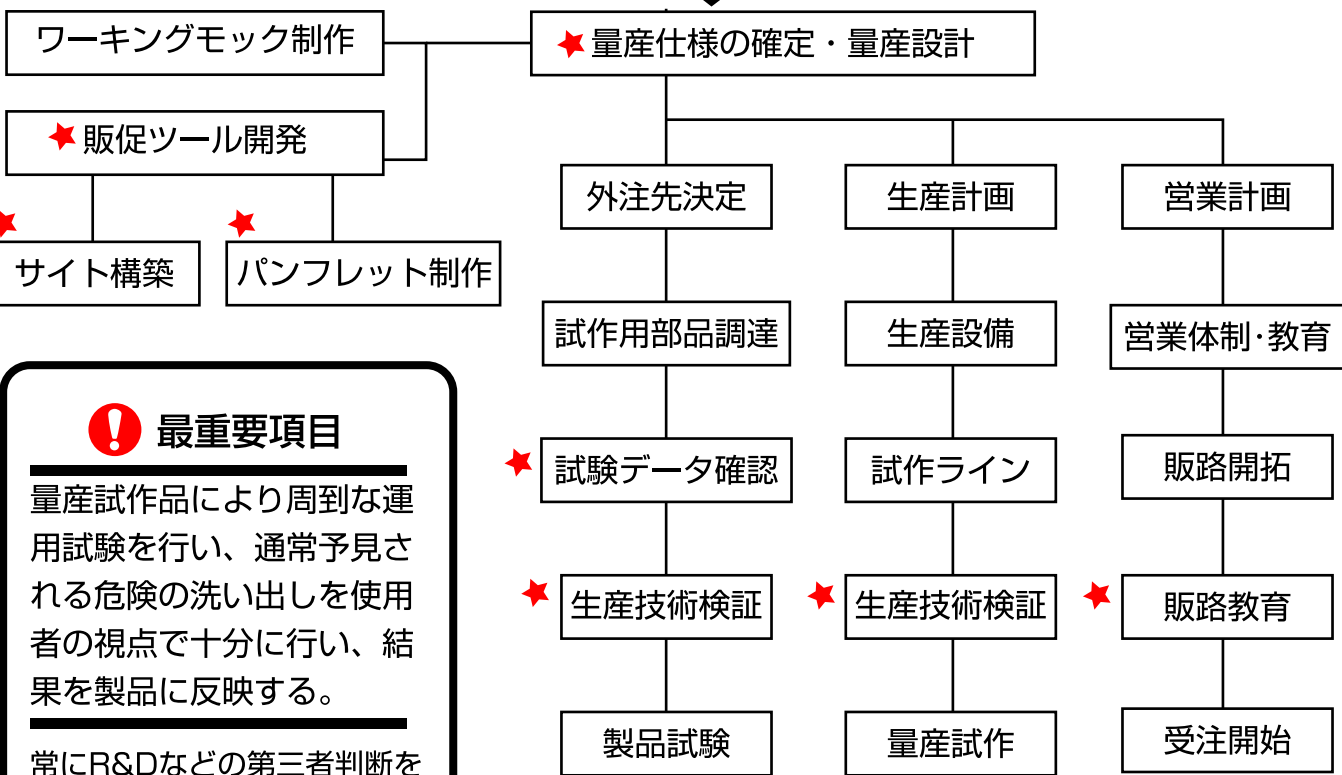 ワーキングモック制作
量産仕様の確定・量産設計
販促ツール開発
サイト構築
パンフレット制作
外注先決定
生産計画
営業計画
試作用部品調達
生産設備
営業体制･教育
試験データ確認
試作ライン
販路開拓
生産技術検証
生産技術検証
販路教育
製品試験
量産試作
受注開始
最重要項目
量産試作品により周到な運
用試験を行い、通常予見さ
れる危険の洗い出しを使用
者の視点で十分に行い、結
果を製品に反映する。
常にR&Dなどの第三者判断を